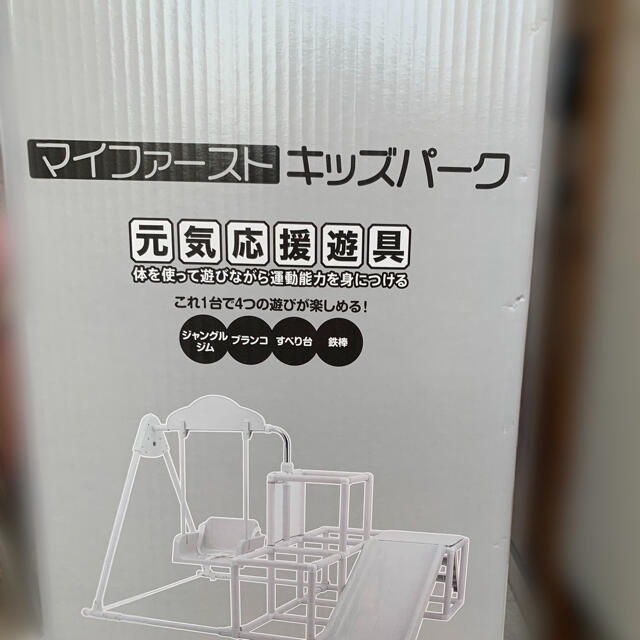 マイファースト キッズパーク
元気応援遊具
体を使って遊びながら運動能力を身につける
これ1台で4つの遊びが楽しめる!
ジャングル
ジム ブランコ すべり台 鉄棒